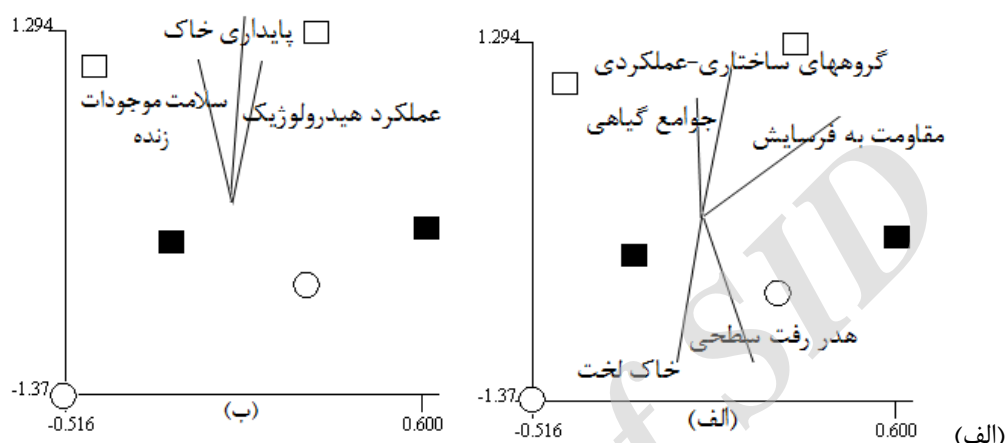 1.294
پایداری خاک
سلامت موجودات
زنده
عملکرد هیدرولوژیک
-1.37
-0.516
(ب)
0.600
1.294
گروههای ساختاری-عملکردی
جوامع گیاهی
مقاومت به فرسایش
هدر رفت سطحی
خاک لخت
-1.37
-0.516
(الف)
0.600
(الف)
of SID